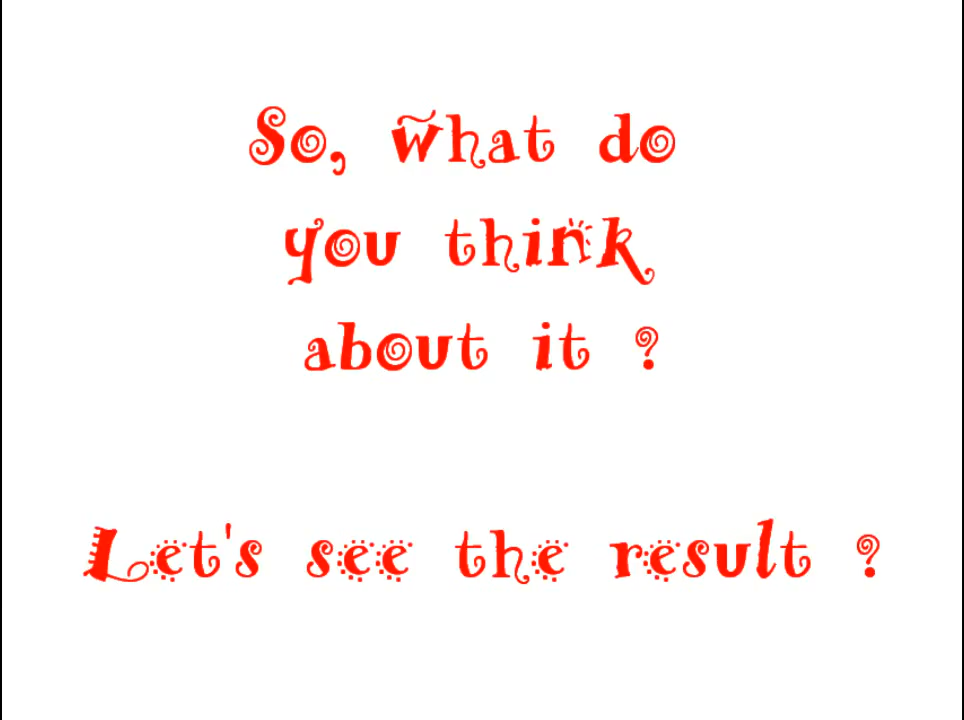 So, what do
you think
about it ?
Let's see the result ?